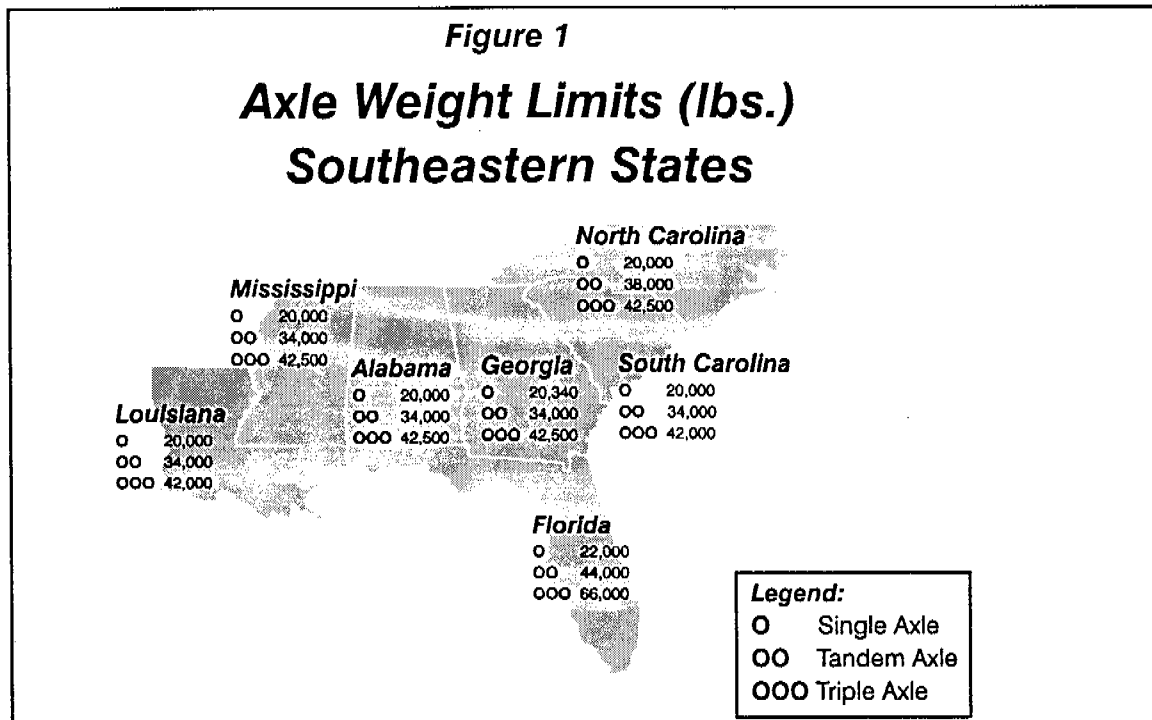 Figure 1
Axle Weight Limits (lbs.)
Southeastern States
North Carolina
O 20,000
OO 38,000
OOO 42,500
Mississippi
O 20,000
OO 34,000
OOO 42,500
Alabama
O 20,000
OO 34,000
OOO 42,500
Georgia
O 20,340
OO 34,000
OOO 42,500
South Carolina
O 20,000
OO 34,000
OOO 42,000
Louisiana
O 20,000
OO 34,000
OOO 42,000
Florida
O 22,000
OO 44,000
OOO 66,000
Legend:
O Single Axle
OO Tandem Axle
OOO Triple Axle